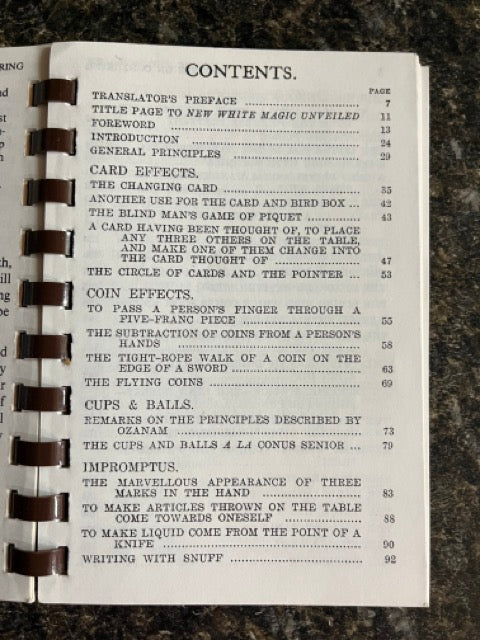 RING
CONTENTS.
PAGE
TRANSLATOR'S PREFACE ........................ 7
TITLE PAGE TO NEW WHITE MAGIC UNVEILED 11
FOREWORD ........................................ 13
INTRODUCTION .................................... 24
GENERAL PRINCIPLES ............................ 29
CARD EFFECTS.
THE CHANGING CARD ............................ 35
ANOTHER USE FOR THE CARD AND BIRD BOX ... 42
THE BLIND MAN'S GAME OF PIQUET .............. 43
A CARD HAVING BEEN THOUGHT OF, TO PLACE
ANY THREE OTHERS ON THE TABLE,
AND MAKE ONE OF THEM CHANGE INTO
THE CARD THOUGHT OF ................ 47
THE CIRCLE OF CARDS AND THE POINTER ... 53
COIN EFFECTS.
TO PASS A PERSON'S FINGER THROUGH A
FIVE-FRANC PIECE ........................ 55
THE SUBTRACTION OF COINS FROM A PERSON'S
HANDS .................................... 58
THE TIGHT-ROPE WALK OF A COIN ON THE
EDGE OF A SWORD ........................ 63
THE FLYING COINS ................................ 69
CUPS & BALLS.
REMARKS ON THE PRINCIPLES DESCRIBED BY
OZANAM .................................... 73
THE CUPS AND BALLS A LA CONUS SENIOR ... 79
IMPROMPTUS.
THE MARVELLOUS APPEARANCE OF THREE
MARKS IN THE HAND .................... 83
TO MAKE ARTICLES THROWN ON THE TABLE
COME TOWARDS ONESELF ................ 88
TO MAKE LIQUID COME FROM THE POINT OF A
KNIFE .................................... 90
WRITING WITH SNUFF ............................ 92